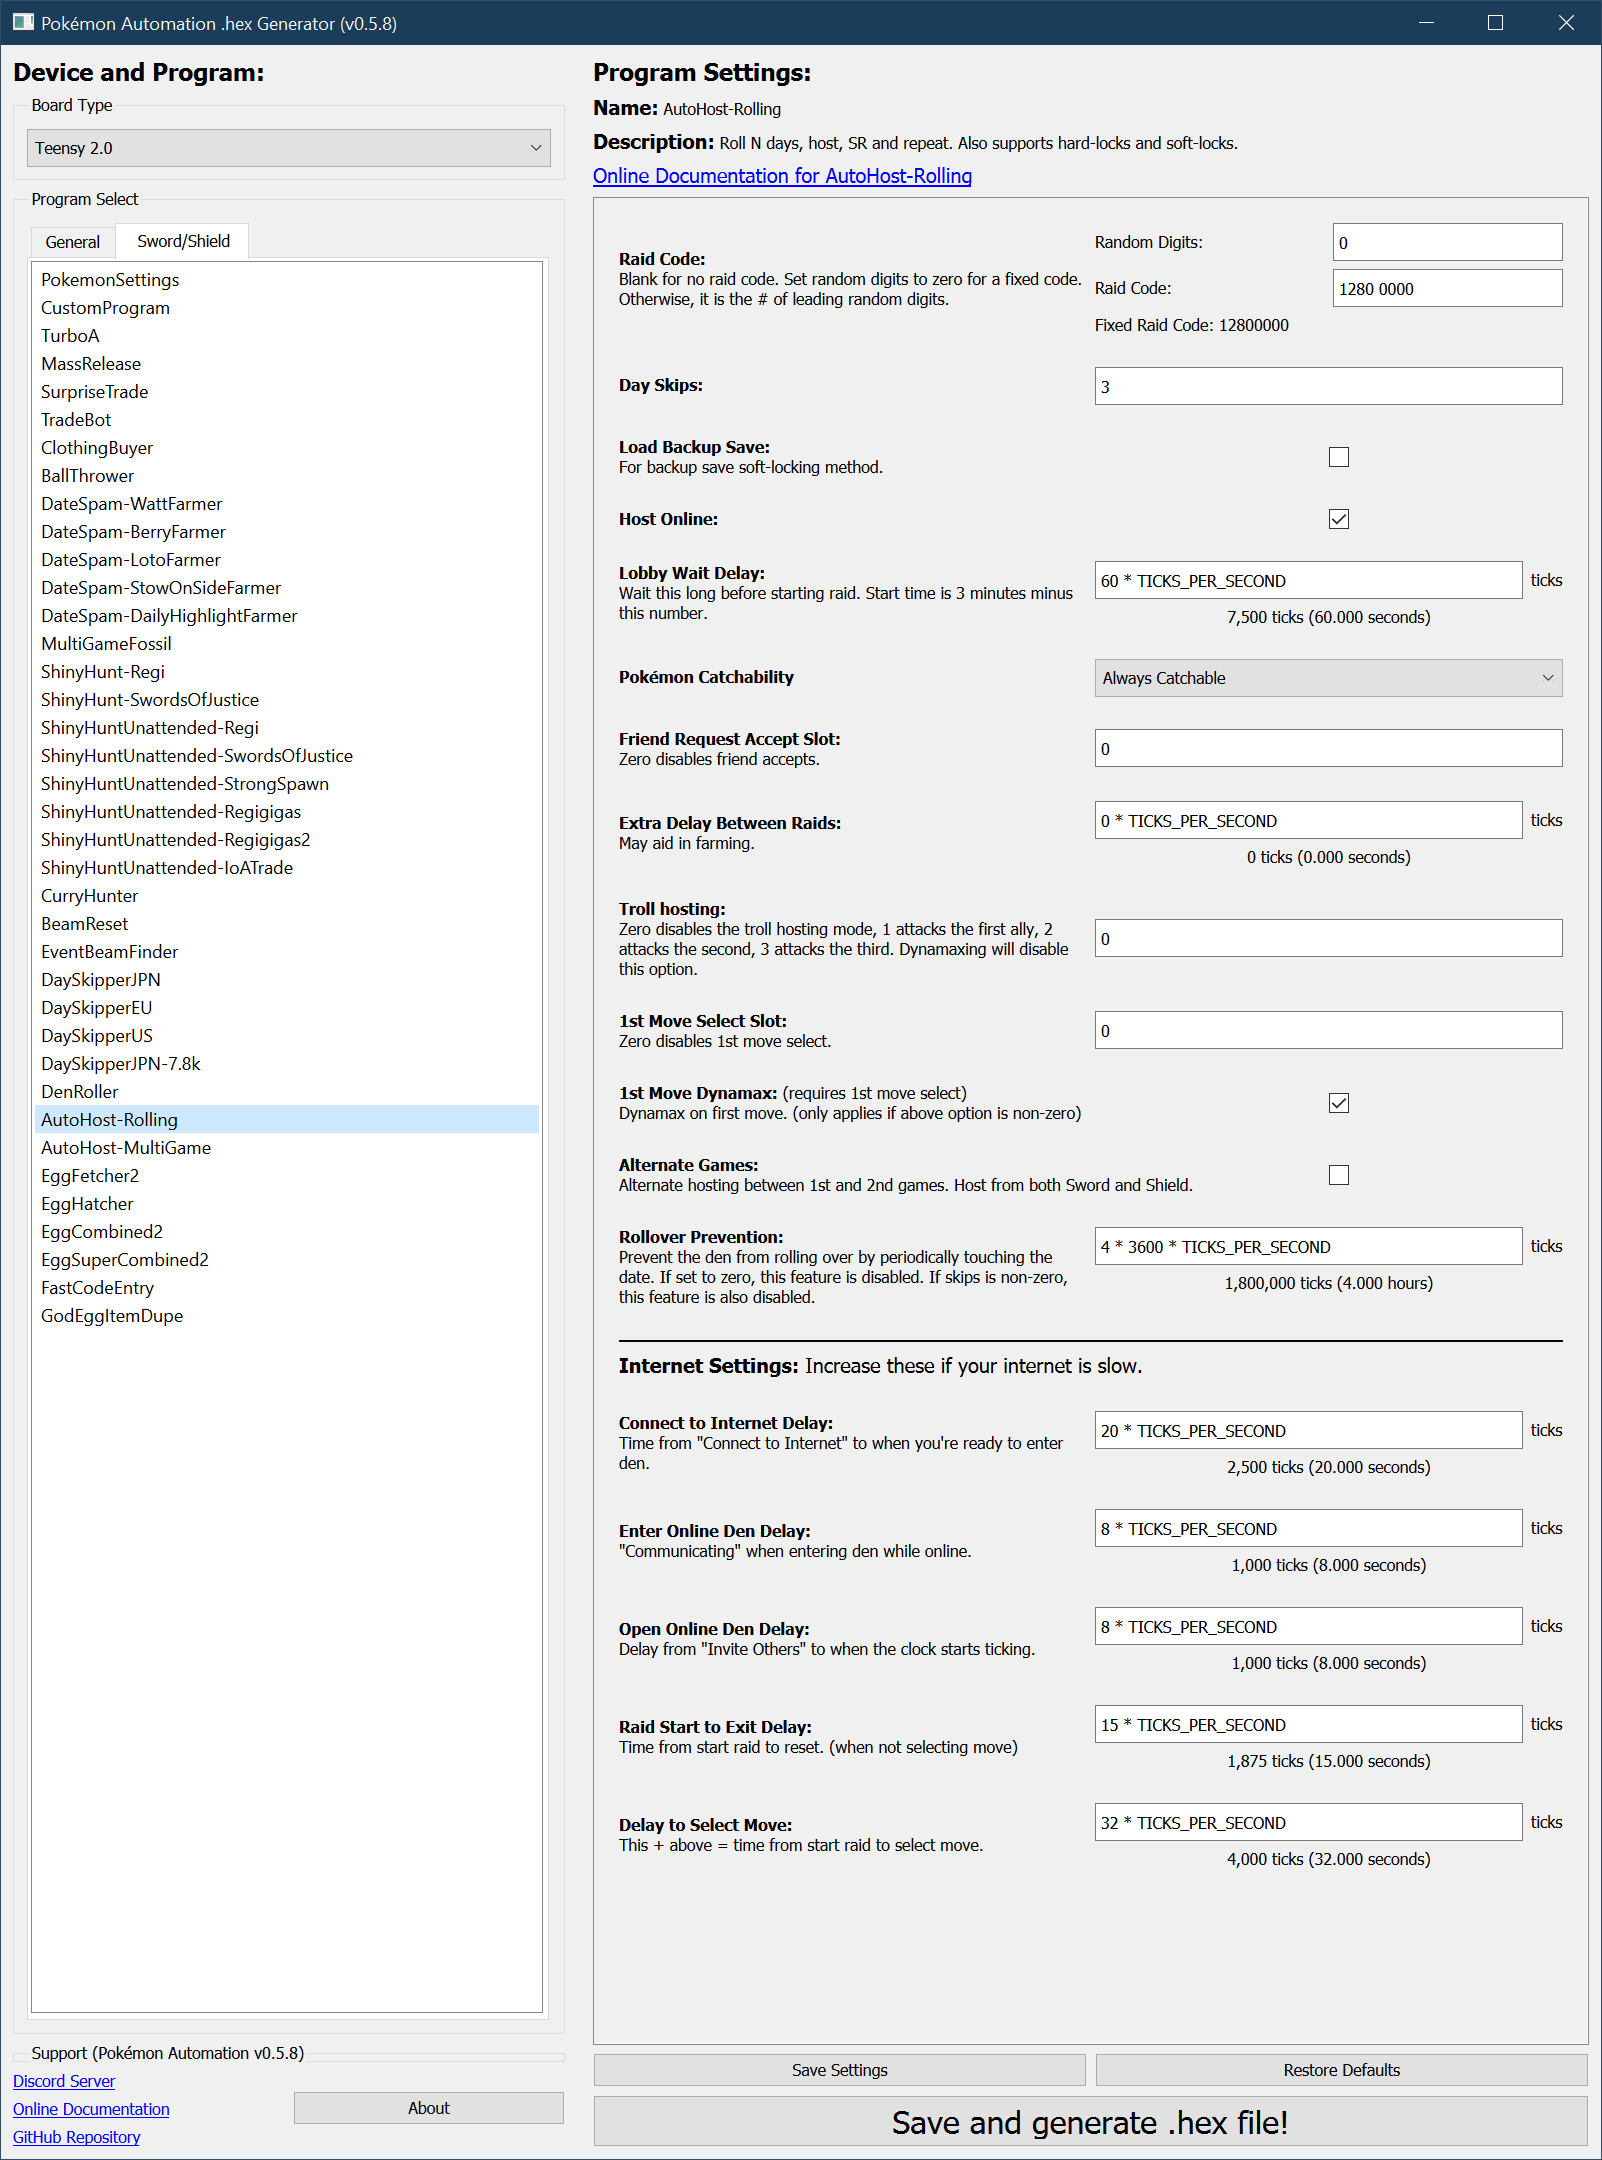 Pokémon Automation .hex Generator (v0.5.8)
Device and Program:
Board Type
Teensy 2.0
Program Select
General
Sword/Shield
PokemonSettings
CustomProgram
TurboA
MassRelease
SurpriseTrade
TradeBot
ClothingBuyer
BallThrower
DateSpam-WattFarmer
DateSpam-BerryFarmer
DateSpam-LotoFarmer
DateSpam-StowOnSideFarmer
DateSpam-DailyHighlightFarmer
MultiGameFossil
ShinyHunt-Regi
ShinyHunt-SwordsOfJustice
ShinyHuntUnattended-Regi
ShinyHuntUnattended-SwordsOfJustice
ShinyHuntUnattended-StrongSpawn
ShinyHuntUnattended-Regigigas
ShinyHuntUnattended-Regigigas2
ShinyHuntUnattended-IoATrade
CurryHunter
BeamReset
EventBeamFinder
DaySkipperJPN
DaySkipperEU
DaySkipperUS
DaySkipperJPN-7.8k
DenRoller
AutoHost-Rolling
AutoHost-MultiGame
EggFetcher2
EggHatcher
EggCombined2
EggSuperCombined2
FastCodeEntry
GodEggItemDupe
Support (Pokémon Automation v0.5.8)
Discord Server
Online Documentation
GitHub Repository
About
Program Settings:
Name: AutoHost-Rolling
Description: Roll N days, host, SR and repeat. Also supports hard-locks and soft-locks.
Online Documentation for AutoHost-Rolling
Raid Code:
Blank for no raid code. Set random digits to zero for a fixed code.
Otherwise, it is the # of leading random digits.
Random Digits:
0
Raid Code:
1280 0000
Fixed Raid Code: 12800000
Day Skips:
3
Load Backup Save:
For backup save soft-locking method.
Host Online:
Lobby Wait Delay:
Wait this long before starting raid. Start time is 3 minutes minus
this number.
60 * TICKS_PER_SECOND
ticks
7,500 ticks (60.000 seconds)
Pokémon Catchability
Always Catchable
Friend Request Accept Slot:
Zero disables friend accepts.
0
Extra Delay Between Raids:
May aid in farming.
0 * TICKS_PER_SECOND
ticks
0 ticks (0.000 seconds)
Troll hosting:
Zero disables the troll hosting mode, 1 attacks the first ally, 2
attacks the second, 3 attacks the third. Dynamaxing will disable
this option.
0
1st Move Select Slot:
Zero disables 1st move select.
0
1st Move Dynamax: (requires 1st move select)
Dynamax on first move. (only applies if above option is non-zero)
Alternate Games:
Alternate hosting between 1st and 2nd games. Host from both Sword and Shield.
Rollover Prevention:
Prevent the den from rolling over by periodically touching the
date. If set to zero, this feature is disabled. If skips is non-zero,
this feature is also disabled.
4 * 3600 * TICKS_PER_SECOND
ticks
1,800,000 ticks (4.000 hours)
Internet Settings: Increase these if your internet is slow.
Connect to Internet Delay:
Time from "Connect to Internet" to when you're ready to enter
den.
20 * TICKS_PER_SECOND
ticks
2,500 ticks (20.000 seconds)
Enter Online Den Delay:
"Communicating" when entering den while online.
8 * TICKS_PER_SECOND
ticks
1,000 ticks (8.000 seconds)
Open Online Den Delay:
Delay from "Invite Others" to when the clock starts ticking.
8 * TICKS_PER_SECOND
ticks
1,000 ticks (8.000 seconds)
Raid Start to Exit Delay:
Time from start raid to reset. (when not selecting move)
15 * TICKS_PER_SECOND
ticks
1,875 ticks (15.000 seconds)
Delay to Select Move:
This + above = time from start raid to select move.
32 * TICKS_PER_SECOND
ticks
4,000 ticks (32.000 seconds)
Save Settings
Restore Defaults
Save and generate .hex file!